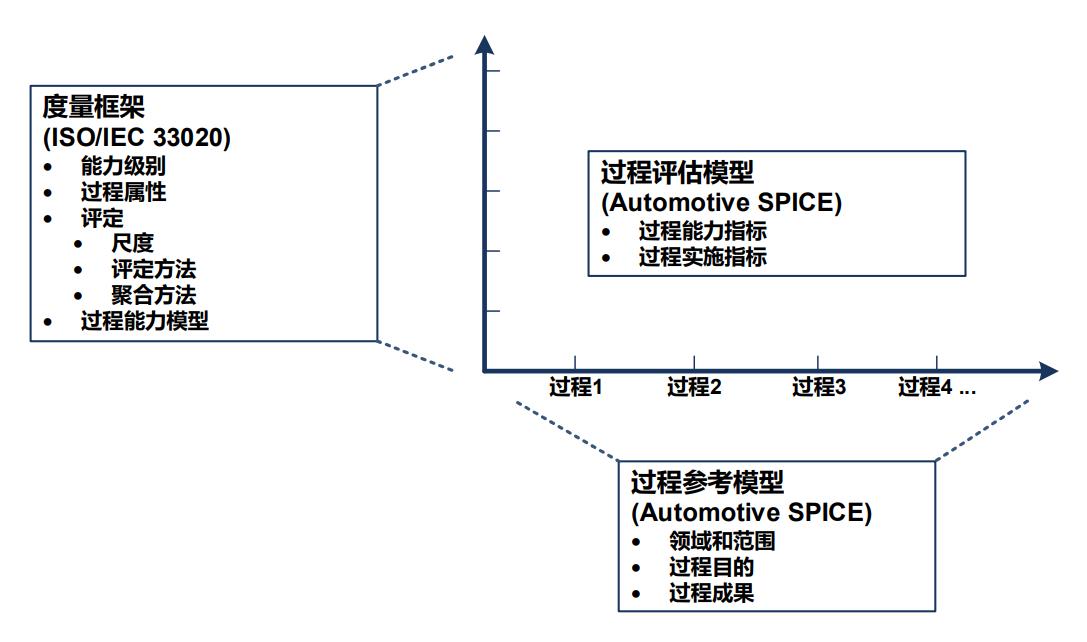 度量框架
(ISO/IEC 33020)
• 能力级别
• 过程属性
• 评定
• 尺度
• 评定方法
• 聚合方法
• 过程能力模型
过程评估模型
(Automotive SPICE)
• 过程能力指标
• 过程实施指标
过程1 过程2 过程3 过程4 ...
过程参考模型
(Automotive SPICE)
• 领域和范围
• 过程目的
• 过程成果